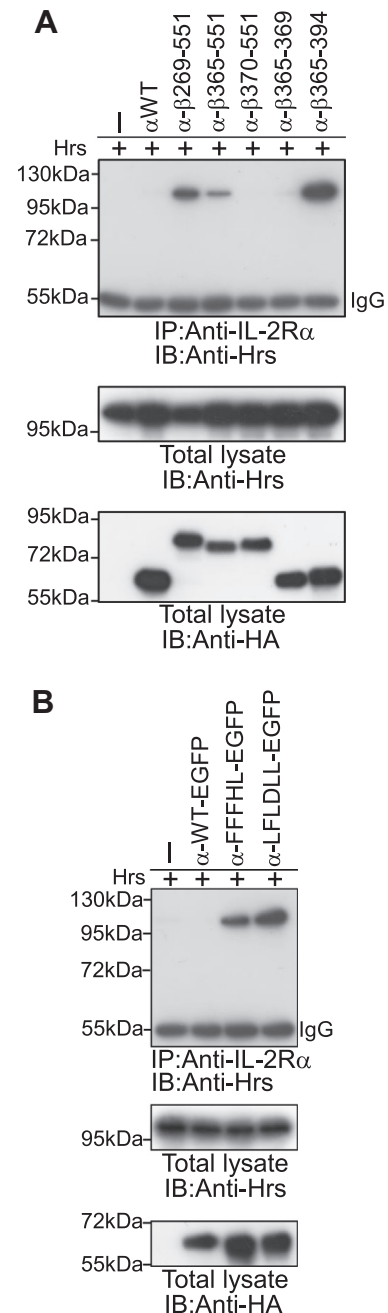 A
–
αWT
α-β269-551
α-β365-551
α-β370-551
α-β365-369
α-β365-394
Hrs + + + + + + +
130kDa
95kDa
72kDa
55kDa
IgG
IP:Anti-IL-2Rα
IB:Anti-Hrs
95kDa
Total lysate
IB:Anti-Hrs
95kDa
72kDa
55kDa
Total lysate
IB:Anti-HA
B
–
α-WT-EGFP
α-FFFHL-EGFP
α-LFLDLL-EGFP
Hrs + + + +
130kDa
95kDa
72kDa
55kDa
IgG
IP:Anti-IL-2Rα
IB:Anti-Hrs
95kDa
Total lysate
IB:Anti-Hrs
72kDa
55kDa
Total lysate
IB:Anti-HA